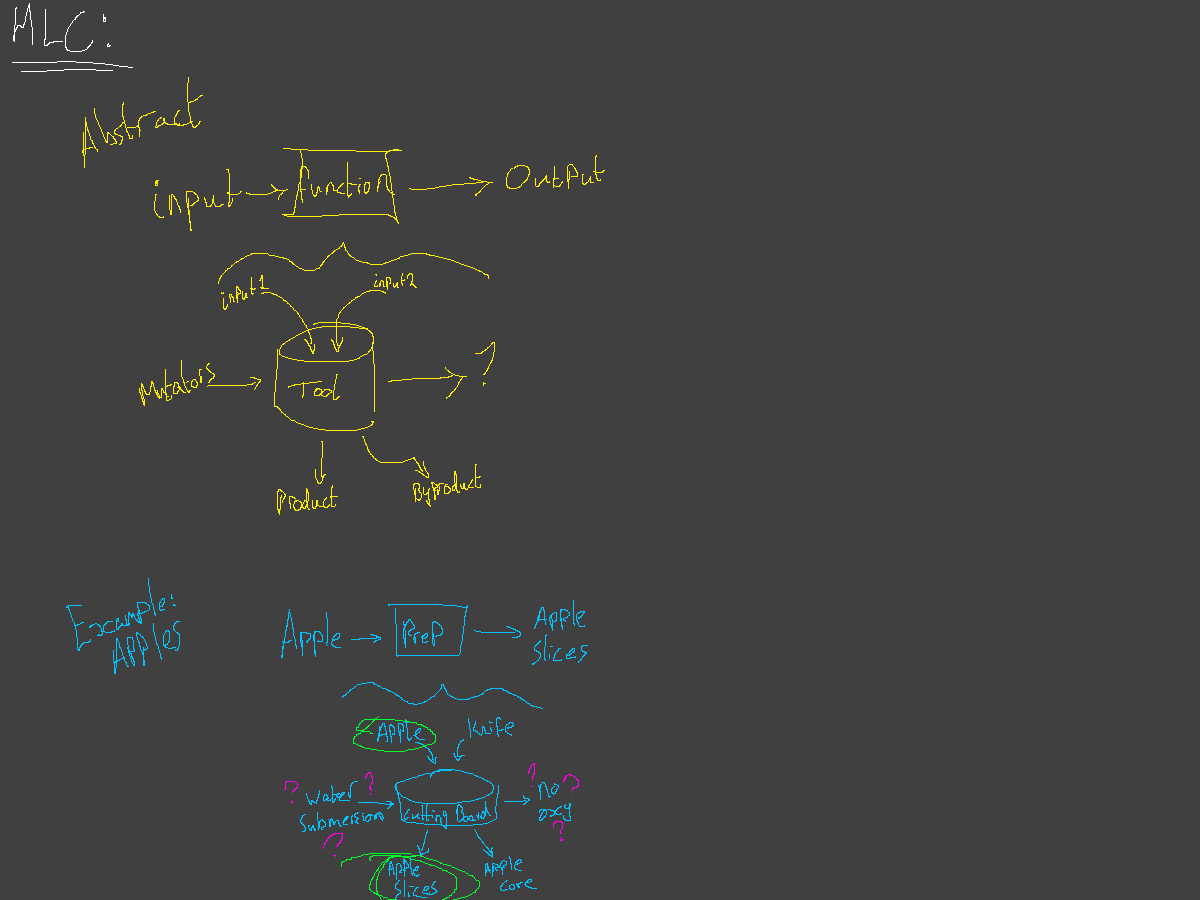 MLC:
Abstract
input
function
Output
input1
input2
Mutators
Tool
?
Product
Byproduct
Example:
APPles
Apple
PreP
Apple
slices
Apple
Knife
? ? ? ?
Water
Submersion
cutting Board
No
oxy
? ?
Apple
slices
Apple
core